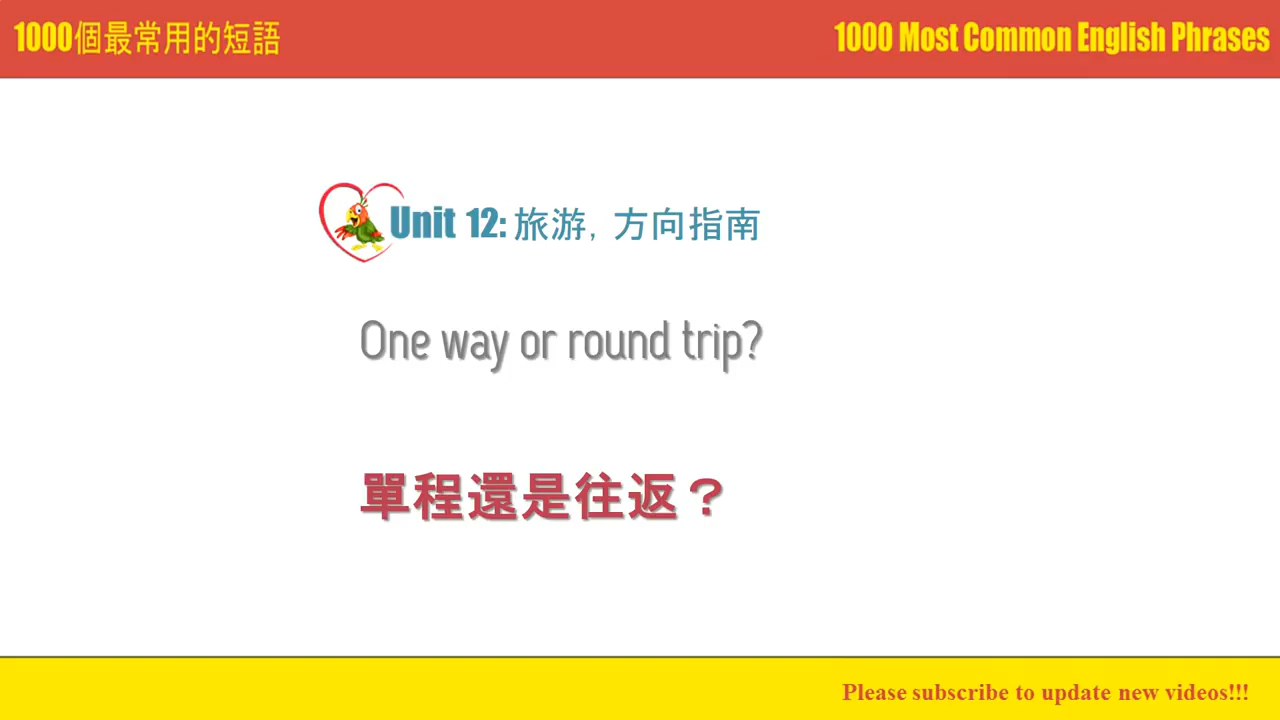 1000個最常用的短語
1000 Most Common English Phrases
Unit 12: 旅游, 方向指南
One way or round trip?
單程還是往返？
Please subscribe to update new videos!!!